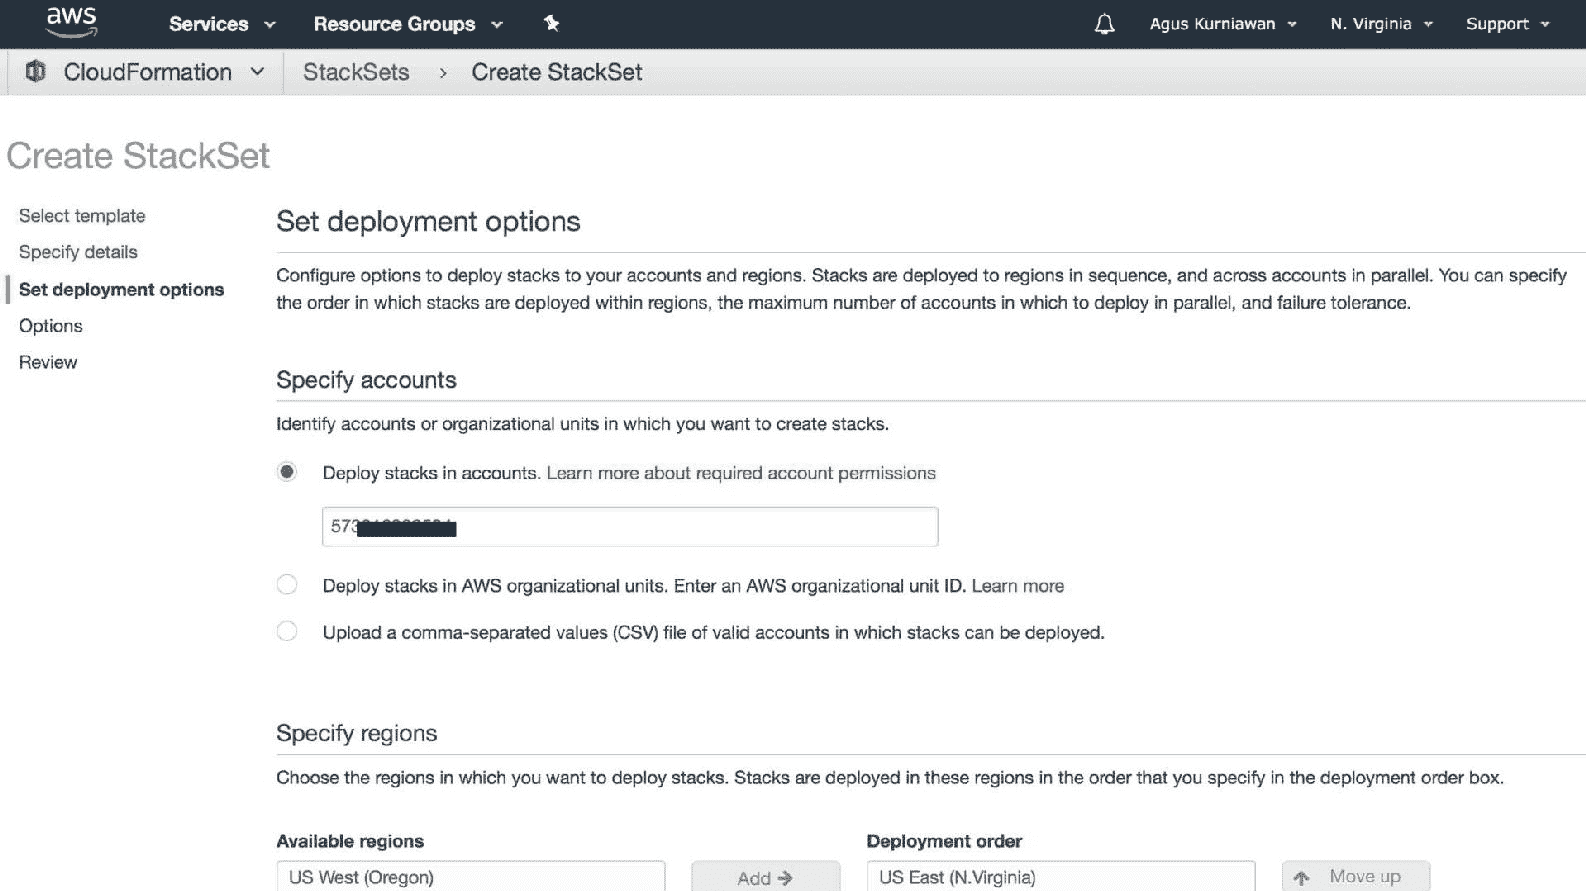 aws Services Resource Groups Agus Kurniawan N. Virginia Support
CloudFormation StackSets › Create StackSet
Create StackSet
Select template
Specify details
Set deployment options
Options
Review
Set deployment options
Configure options to deploy stacks to your accounts and regions. Stacks are deployed to regions in sequence, and across accounts in parallel. You can specify
the order in which stacks are deployed within regions, the maximum number of accounts in which to deploy in parallel, and failure tolerance.
Specify accounts
Identify accounts or organizational units in which you want to create stacks.
Deploy stacks in accounts. Learn more about required account permissions
Deploy stacks in AWS organizational units. Enter an AWS organizational unit ID. Learn more
Upload a comma-separated values (CSV) file of valid accounts in which stacks can be deployed.
Specify regions
Choose the regions in which you want to deploy stacks. Stacks are deployed in these regions in the order that you specify in the deployment order box.
Available regions Deployment order
US West (Oregon) Add → US East (N.Virginia) ↑ Move up